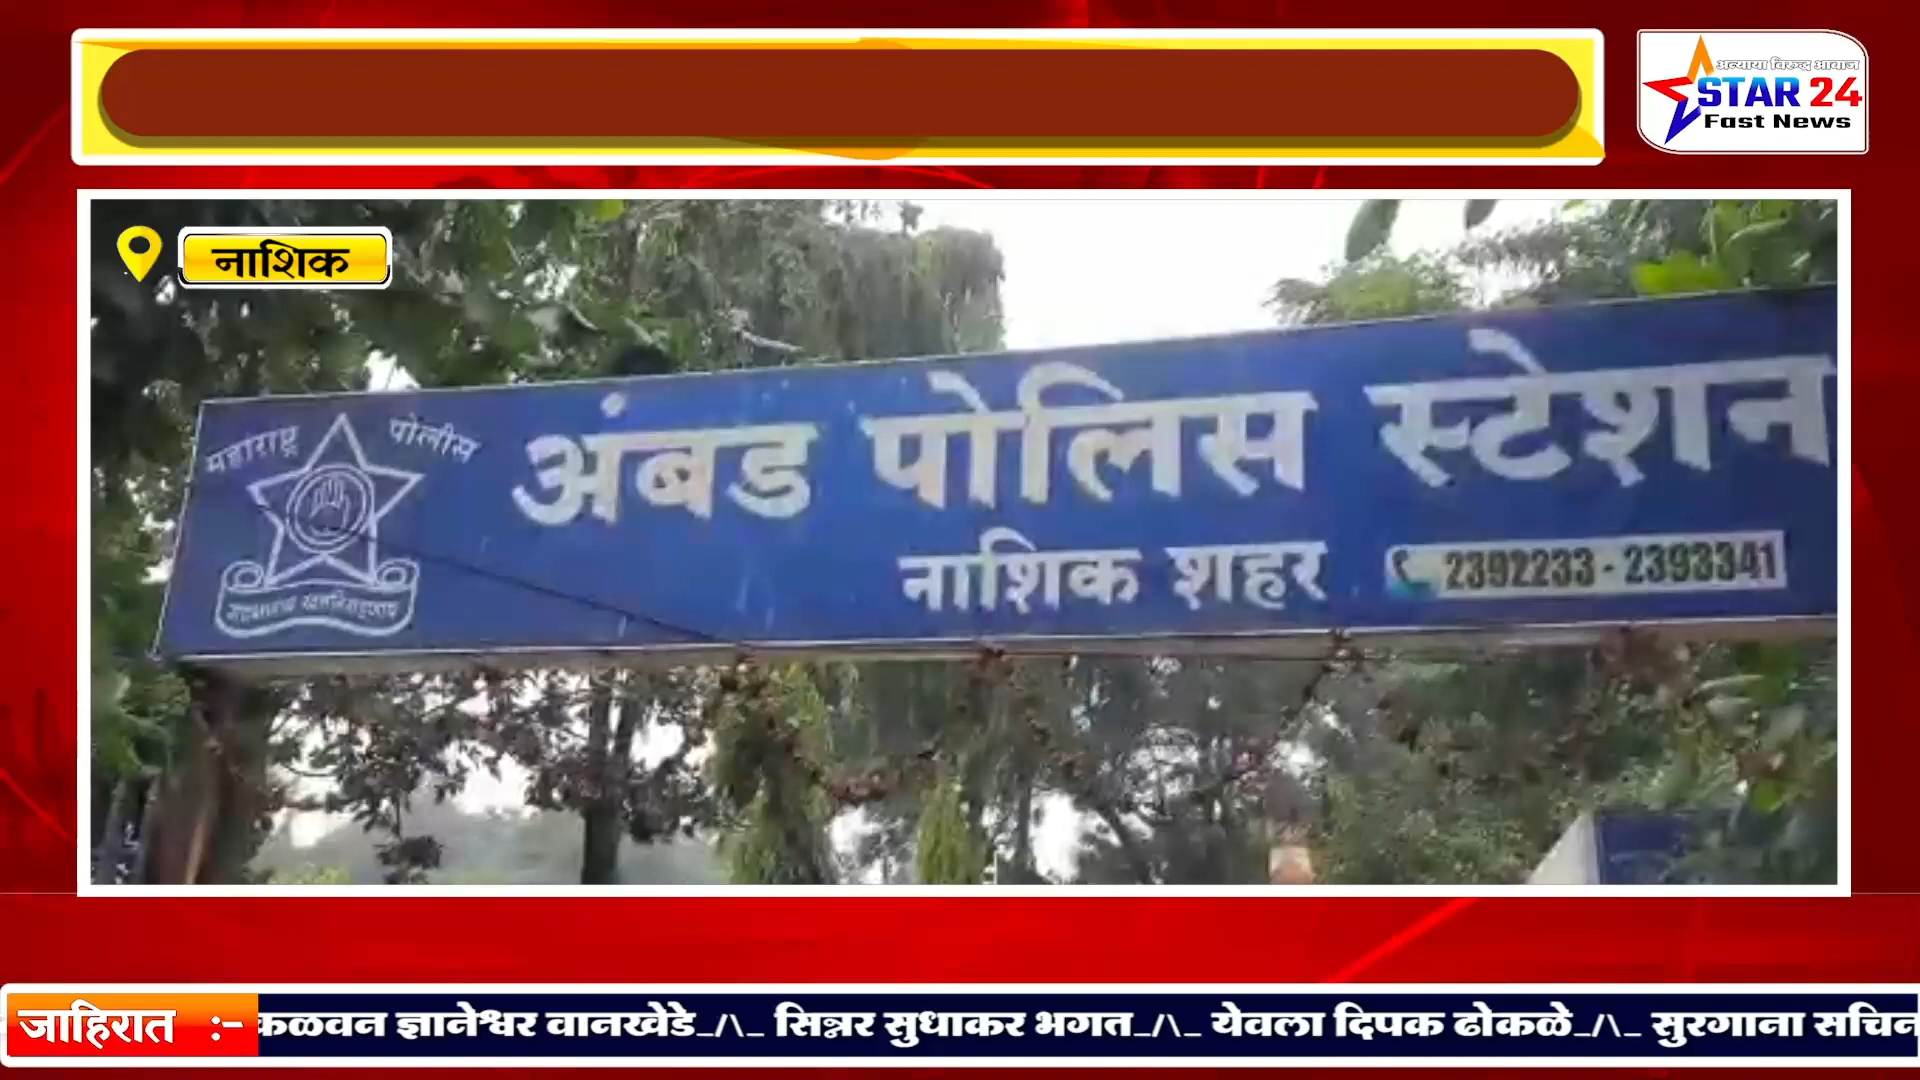 अन्याया विरुद्ध आवाज
STAR 24
Fast News
नाशिक
महाराष्ट्र पोलीस
अंबड पोलिस स्टेशन
नाशिक शहर
2392233 - 2393341
जाहिरात :- कळवन ज्ञानेश्वर वानखेडे_/\_ सिन्नर सुधाकर भगत_/\_ येवला दिपक ढोकळे_/\_ सुरगाना सचिन